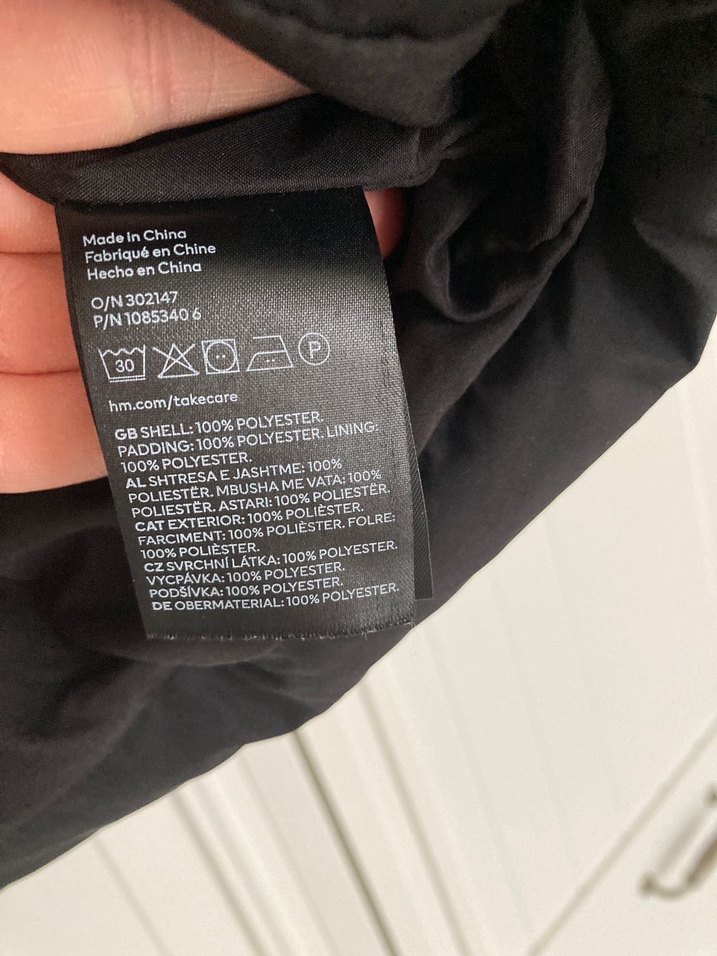 Made in China
Fabriqué en Chine
Hecho en China
O/N 302147
P/N 1085340 6
30 P
hm.com/takecare
GB SHELL: 100% POLYESTER.
PADDING: 100% POLYESTER. LINING:
100% POLYESTER.
AL SHTRESA E JASHTME: 100%
POLIESTËR. MBUSHA ME VATA: 100%
POLIESTËR. ASTARI: 100% POLIESTËR.
CAT EXTERIOR: 100% POLIÈSTER.
FARCIMENT: 100% POLIÈSTER. FOLRE:
100% POLIÈSTER.
CZ SVRCHNÍ LÁTKA: 100% POLYESTER.
VYCPÁVKA: 100% POLYESTER.
PODŠÍVKA: 100% POLYESTER.
DE OBERMATERIAL: 100% POLYESTER.